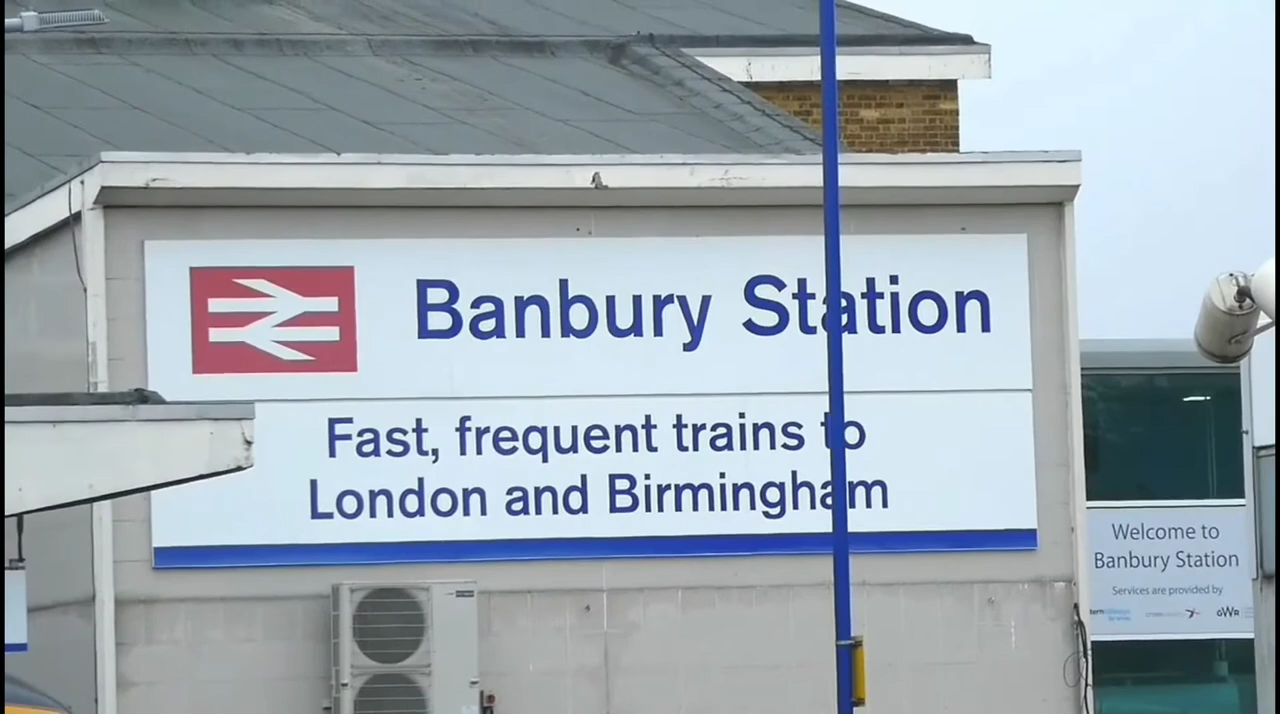 Banbury Station
Fast, frequent trains to
London and Birmingham
Welcome to
Banbury Station
Services are provided by
GWR